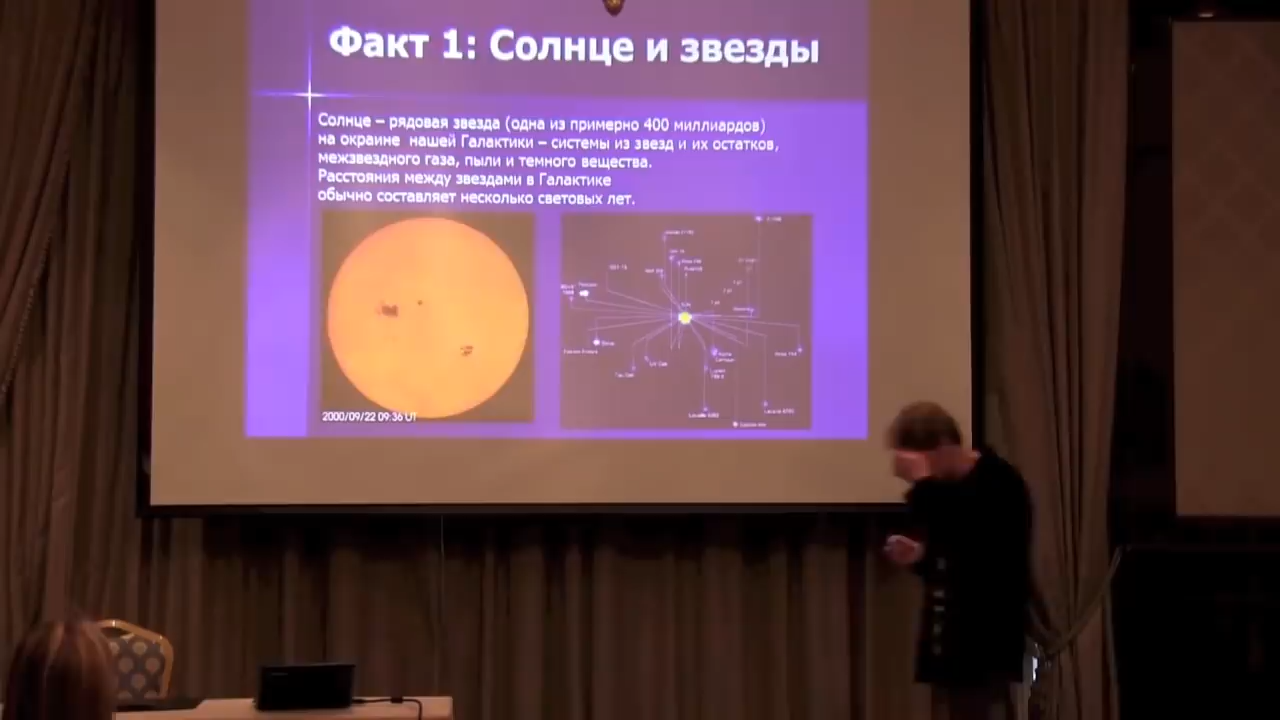 Факт 1: Солнце и звезды
Солнце – рядовая звезда (одна из примерно 400 миллиардов)
на окраине нашей Галактики – системы из звезд и их остатков,
межзвездного газа, пыли и темного вещества.
Расстояния между звездами в Галактике
обычно составляет несколько световых лет.
2000/09/22 09:36 UT